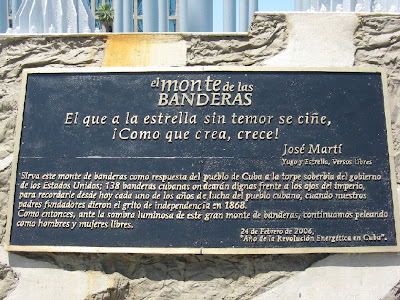 el monte de las
BANDERAS
El que a la estrella sin temor se ciñe,
¡Como que crea, crece!
José Martí
Yugo y Estrella, Versos libres
Sirva este monte de banderas como respuesta del pueblo de Cuba a la torpe soberbia del gobierno
de los Estados Unidos; 138 banderas cubanas ondearán dignas frente a los ojos del imperio,
para recordarle desde hoy cada uno de los años de lucha del pueblo cubano, cuando nuestros
padres fundadores dieron el grito de independencia en 1868.
Como entonces, ante la sombra luminosa de este gran monte de banderas, continuamos peleando
como hombres y mujeres libres.
24 de Febrero de 2006,
"Año de la Revolución Energética en Cuba".